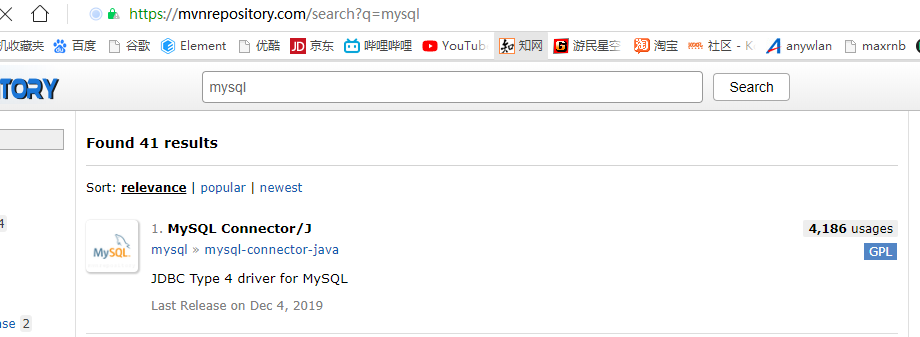 https://mvnrepository.com/search?q=mysql
机收藏夹 百度 谷歌 Element 优酷 京东 哔哩哔哩 YouTub 知网 游民星空 淘宝 社区 - K anywlan maxrnb
TORY mysql Search
Found 41 results
Sort: relevance | popular | newest
4
MySQL
1. MySQL Connector/J 4,186 usages
mysql » mysql-connector-java GPL
JDBC Type 4 driver for MySQL
Last Release on Dec 4, 2019
ase 2